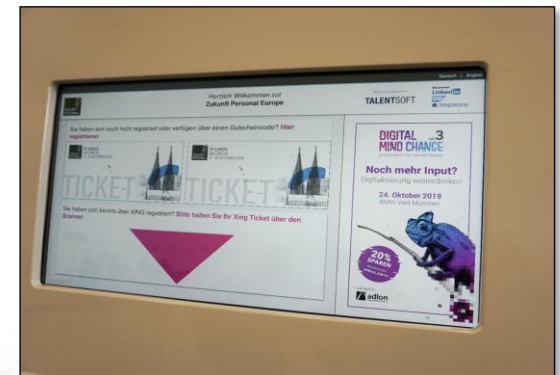 Deutsch | English
Herzlich Willkommen zur
Zukunft Personal Europe
TALENTSOFT
LinkedIn
stepstone
Sie haben sich noch nicht registriert oder verfügen über einem Gutscheincode? Hier
registrieren
TICKET
TICKET
Sie haben sich bereits über XING registriert? Bitte halten Sie Ihr Xing Ticket über den
Scanner
DIGITAL
MIND CHANGE
3
Noch mehr Input?
Digitalisierung weiterdenken
24. Oktober 2019
BMW Welt München
20%
SPAREN
adlon